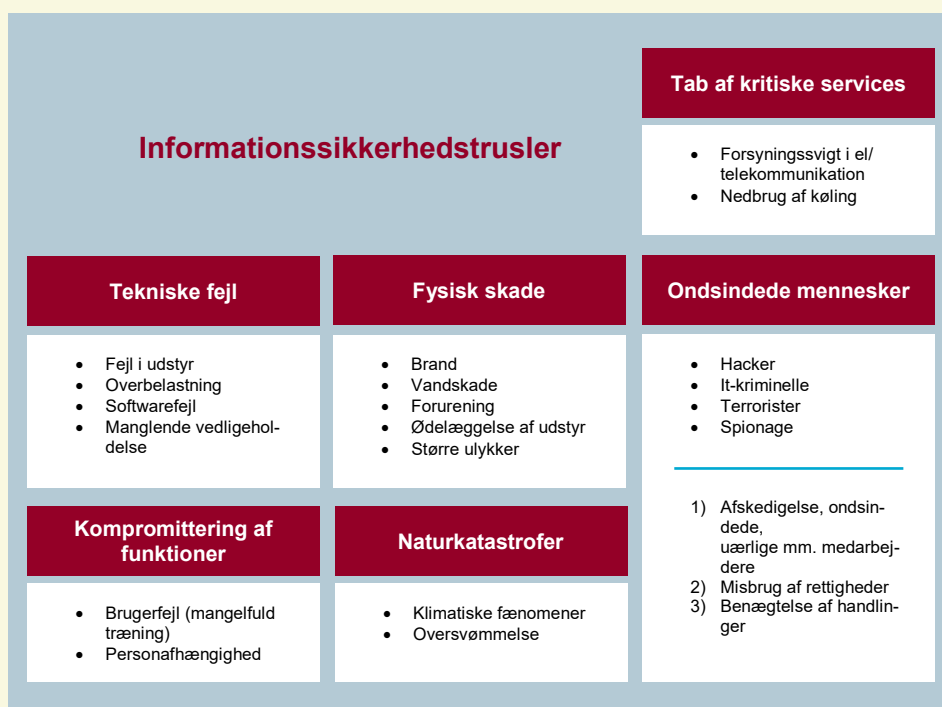 Informationssikkerhedstrusler
Tab af kritiske services
• Forsyningssvigt i el/
telekommunikation
• Nedbrug af køling
Tekniske fejl
• Fejl i udstyr
• Overbelastning
• Softwarefejl
• Manglende vedligehol-
delse
Fysisk skade
• Brand
• Vandskade
• Forurening
• Ødelæggelse af udstyr
• Større ulykker
Ondsindede mennesker
• Hacker
• It-kriminelle
• Terrorister
• Spionage
1) Afskedigelse, ondsin-
dede,
uærlige mm. medarbej-
dere
2) Misbrug af rettigheder
3) Benægtelse af handlin-
ger
Kompromittering af
funktioner
• Brugerfejl (mangelfuld
træning)
• Personafhængighed
Naturkatastrofer
• Klimatiske fænomener
• Oversvømmelse